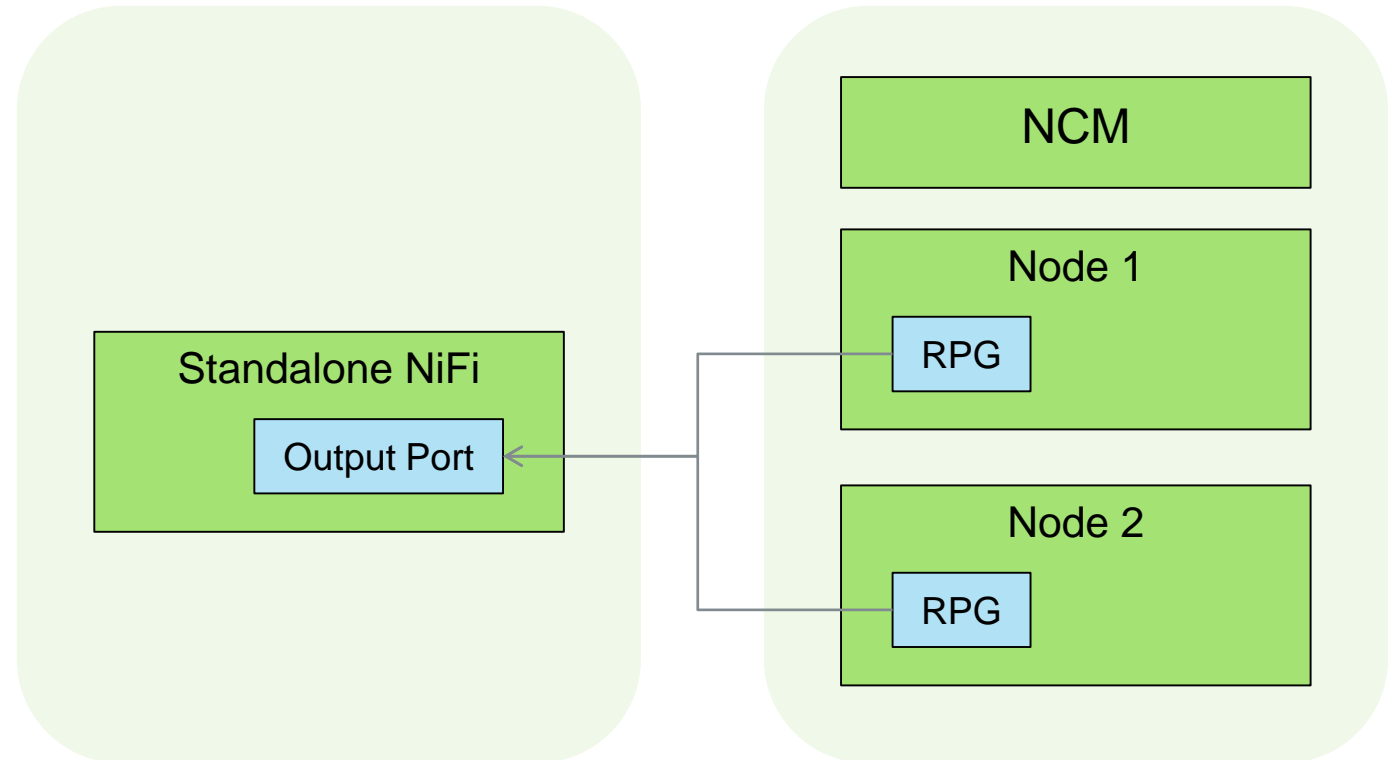 Standalone NiFi
Output Port
NCM
Node 1
RPG
Node 2
RPG